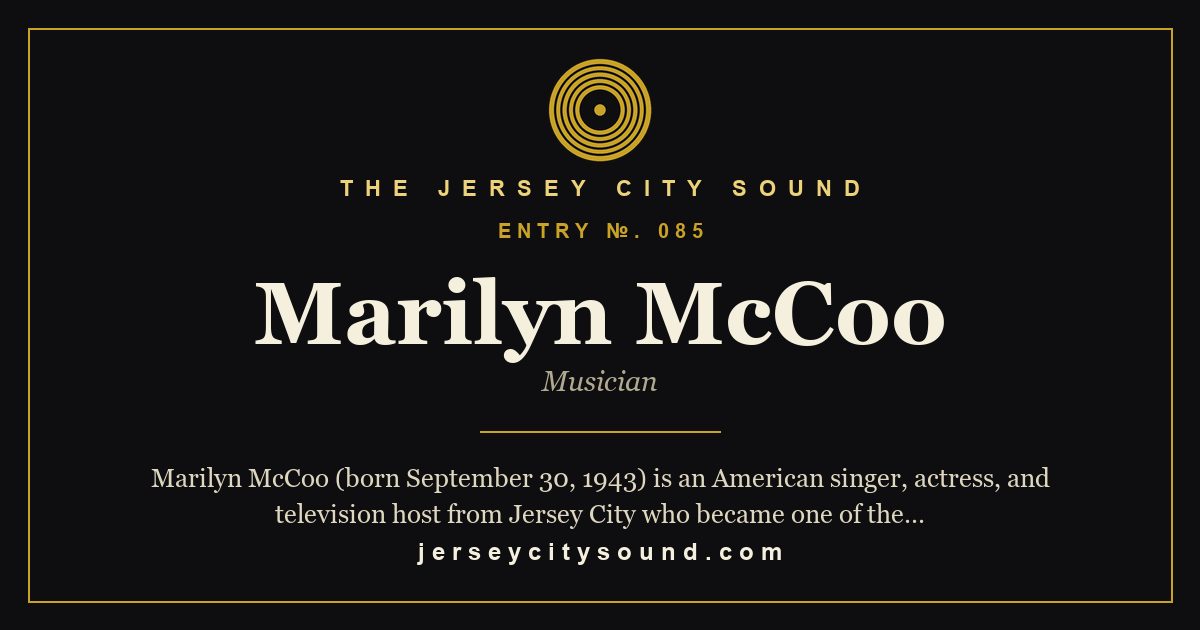 THE JERSEY CITY SOUND
ENTRY №. 085
Marilyn McCoo
Musician
Marilyn McCoo (born September 30, 1943) is an American singer, actress, and
television host from Jersey City who became one of the...
jerseycitysound.com